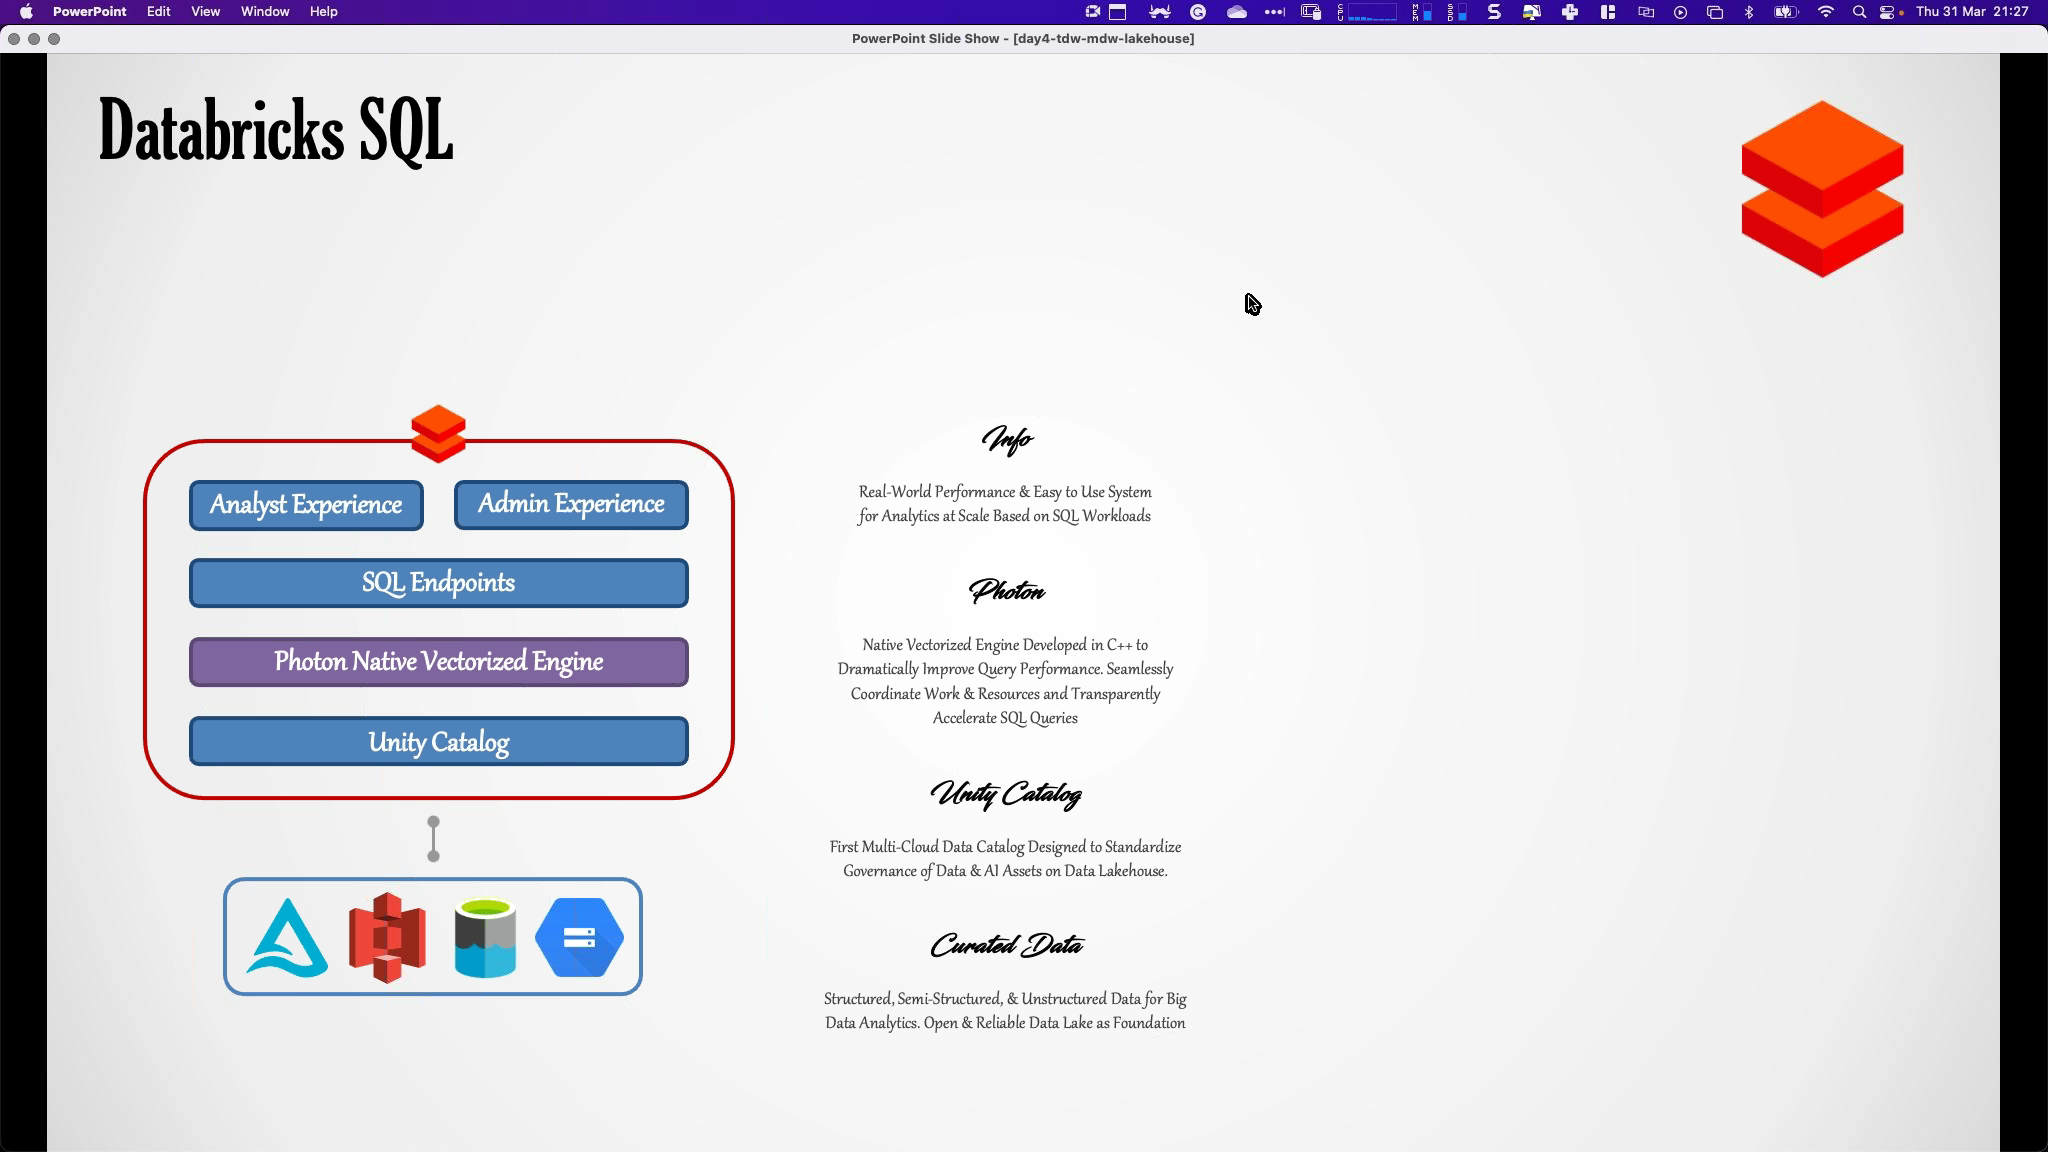 PowerPoint Edit View Window Help
Thu 31 Mar 21:27
PowerPoint Slide Show - [day4-tdw-mdw-lakehouse]
Databricks SQL
Analyst Experience
Admin Experience
SQL Endpoints
Photon Native Vectorized Engine
Unity Catalog
Info
Real-World Performance & Easy to Use System
for Analytics at Scale Based on SQL Workloads
Photon
Native Vectorized Engine Developed in C++ to
Dramatically Improve Query Performance. Seamlessly
Coordinate Work & Resources and Transparently
Accelerate SQL Queries
Unity Catalog
First Multi-Cloud Data Catalog Designed to Standardize
Governance of Data & AI Assets on Data Lakehouse.
Curated Data
Structured, Semi-Structured, & Unstructured Data for Big
Data Analytics. Open & Reliable Data Lake as Foundation